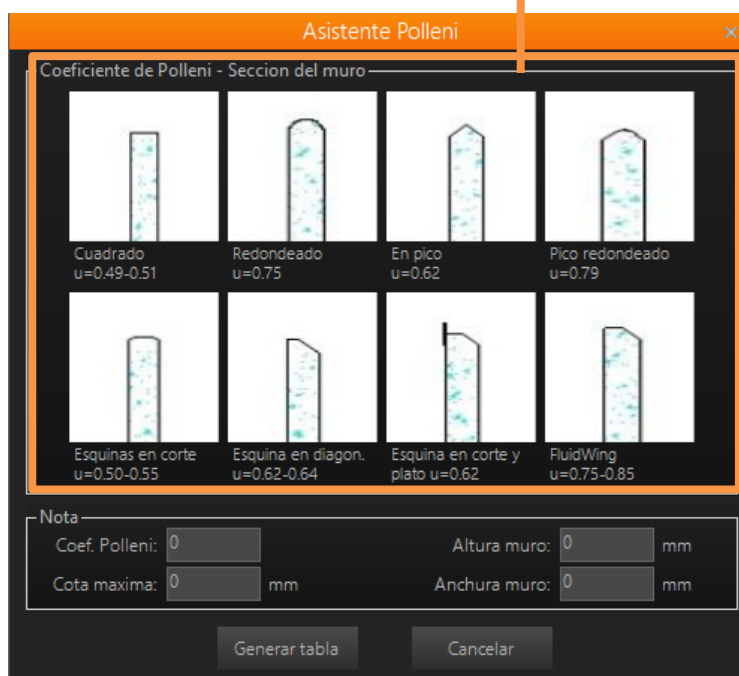 Asistente Polleni
Coeficiente de Polleni - Seccion del muro
Cuadrado
u=0.49-0.51
Redondeado
u=0.75
En pico
u=0.62
Pico redondeado
u=0.79
Esquinas en corte
u=0.50-0.55
Esquina en diagon.
u=0.62-0.64
Esquina en corte y
plato u=0.62
FluidWing
u=0.75-0.85
Nota
Coef. Polleni: 0
Altura muro: 0 mm
Cota maxima: 0 mm
Anchura muro: 0 mm
Generar tabla
Cancelar